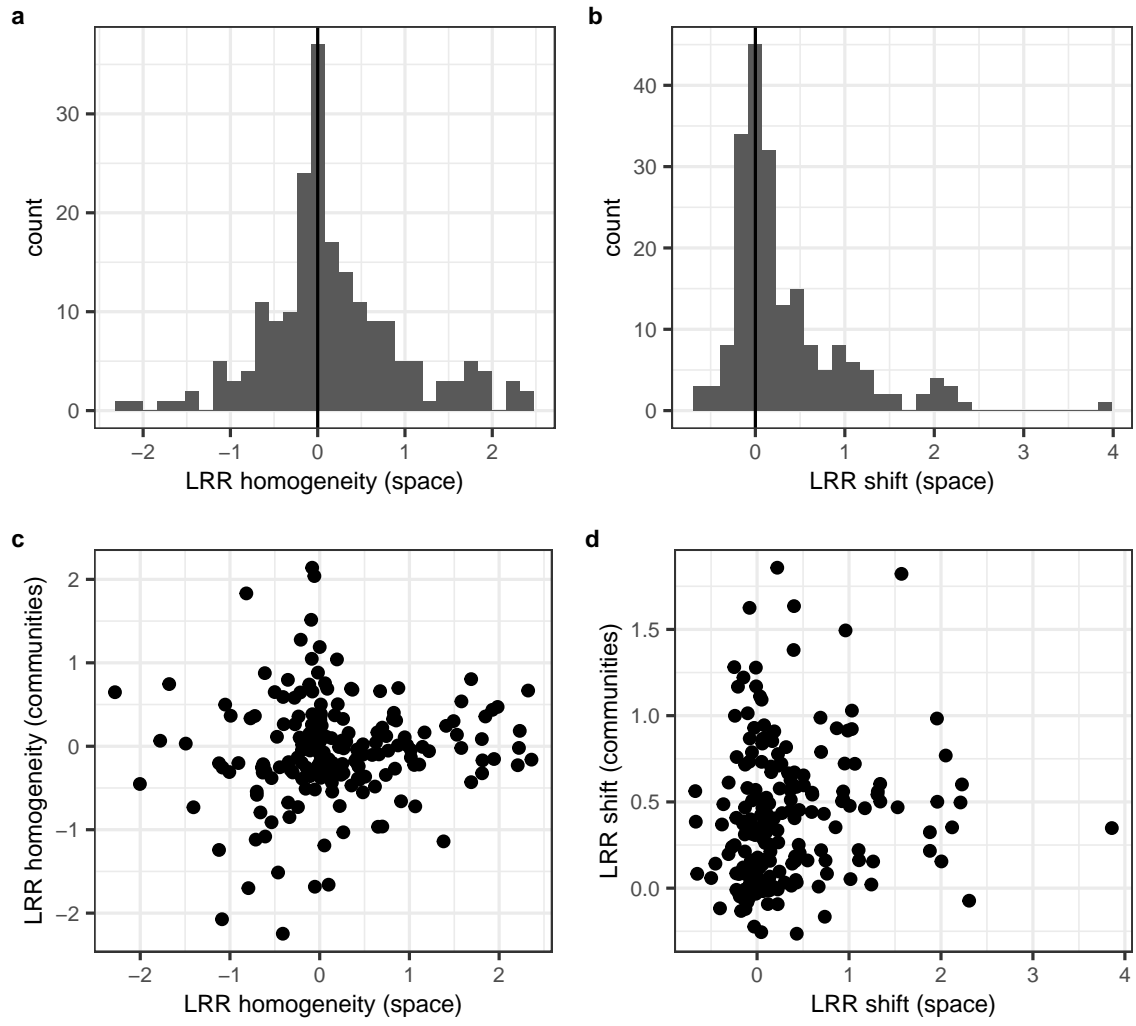 a
30
20
10
0
count
−2 −1 0 1 2
LRR homogeneity (space)
b
40
30
20
10
0
count
0 1 2 3 4
LRR shift (space)
c
2
1
0
−1
−2
LRR homogeneity (communities)
−2 −1 0 1 2
LRR homogeneity (space)
d
1.5
1.0
0.5
0.0
LRR shift (communities)
0 1 2 3 4
LRR shift (space)